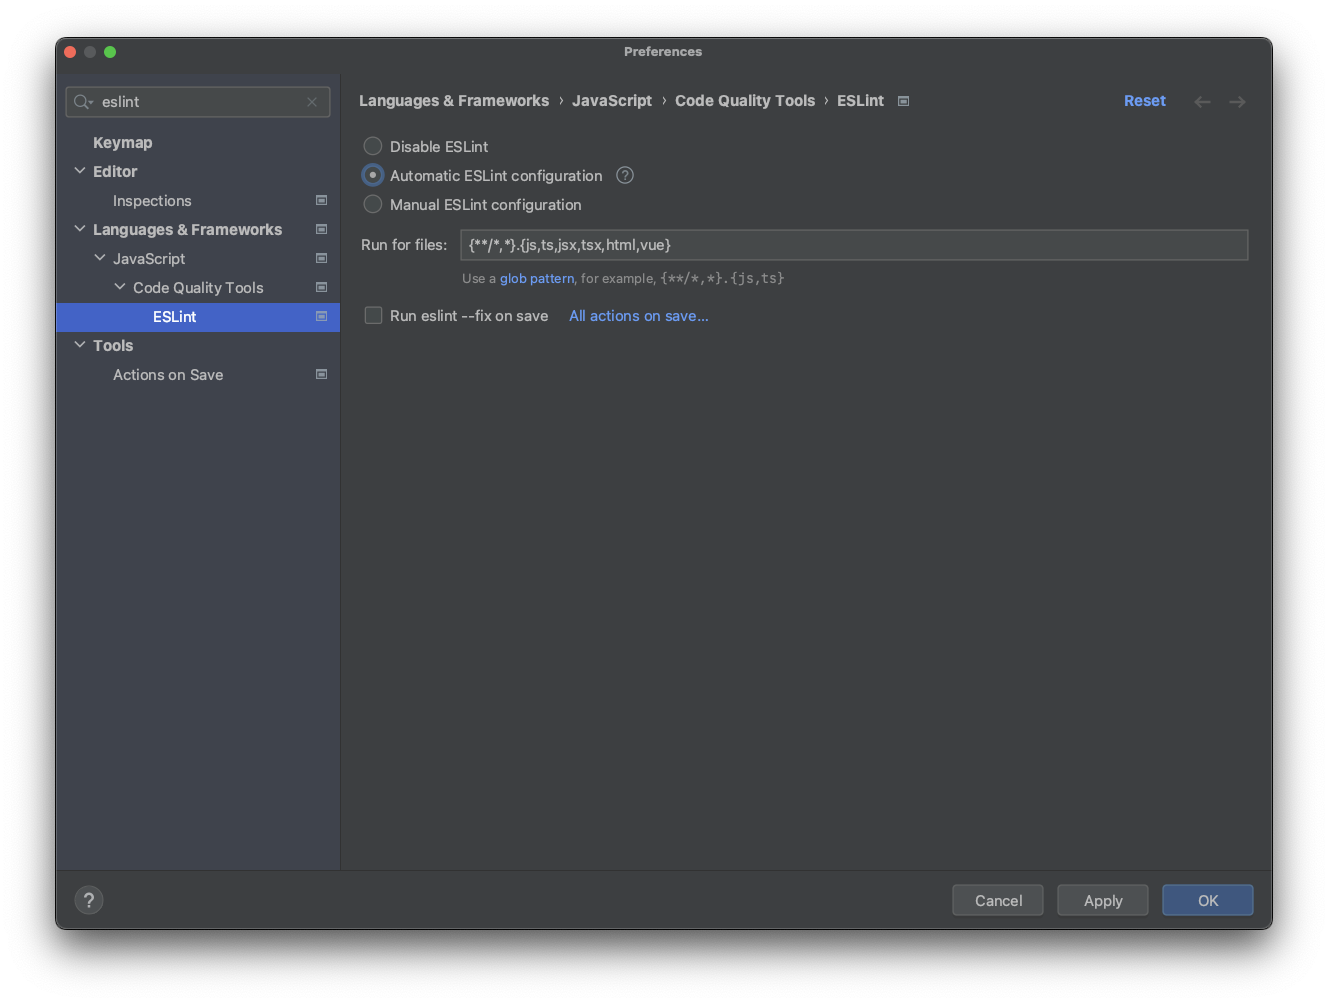 Preferences
eslint
Keymap
Editor
Inspections
Languages & Frameworks
JavaScript
Code Quality Tools
ESLint
Tools
Actions on Save
Languages & Frameworks › JavaScript › Code Quality Tools › ESLint
Reset
Disable ESLint
Automatic ESLint configuration ?
Manual ESLint configuration
Run for files: {**/*,*}.{js,ts,jsx,tsx,html,vue}
Use a glob pattern, for example, {**/*,*}.{js,ts}
Run eslint --fix on save All actions on save...
?
Cancel
Apply
OK